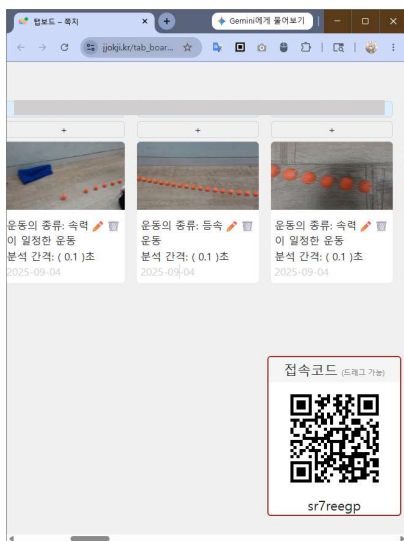 탭보드 – 쪽지
Gemini에게 물어보기
jjokji.kr/tab_boar...
+ + +
운동의 종류: 속력
이 일정한 운동
분석 간격: ( 0.1 )초
2025-09-04
운동의 종류: 등속
운동
분석 간격: ( 0.1 )초
2025-09-04
운동의 종류: 속력
이 일정한 운동
분석 간격: ( 0.1 )초
접속코드 (드래그 가능)
sr7reegp